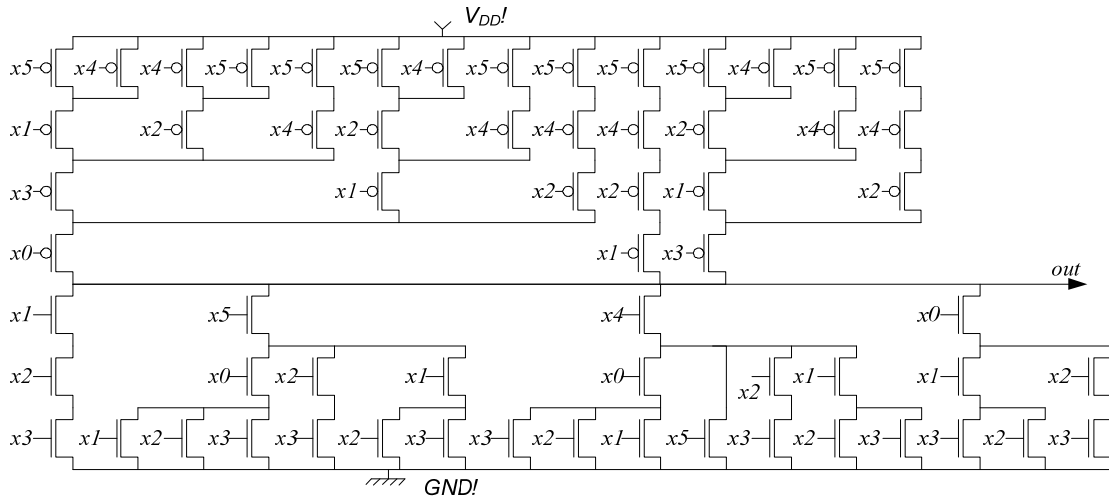 V_DD!
x5 x4 x4 x5 x5 x5 x4 x5 x5 x5 x5 x4 x5 x5
x1 x2 x4 x2 x4 x4 x4 x2 x4 x4
x3 x1 x2 x2 x1 x2
x0 x1 x3
out
x1 x5 x4 x0
x2 x0 x2 x1 x0 x2 x1 x1 x2
x3 x1 x2 x3 x3 x2 x3 x3 x2 x1 x5 x3 x2 x3 x3 x2 x3
GND!